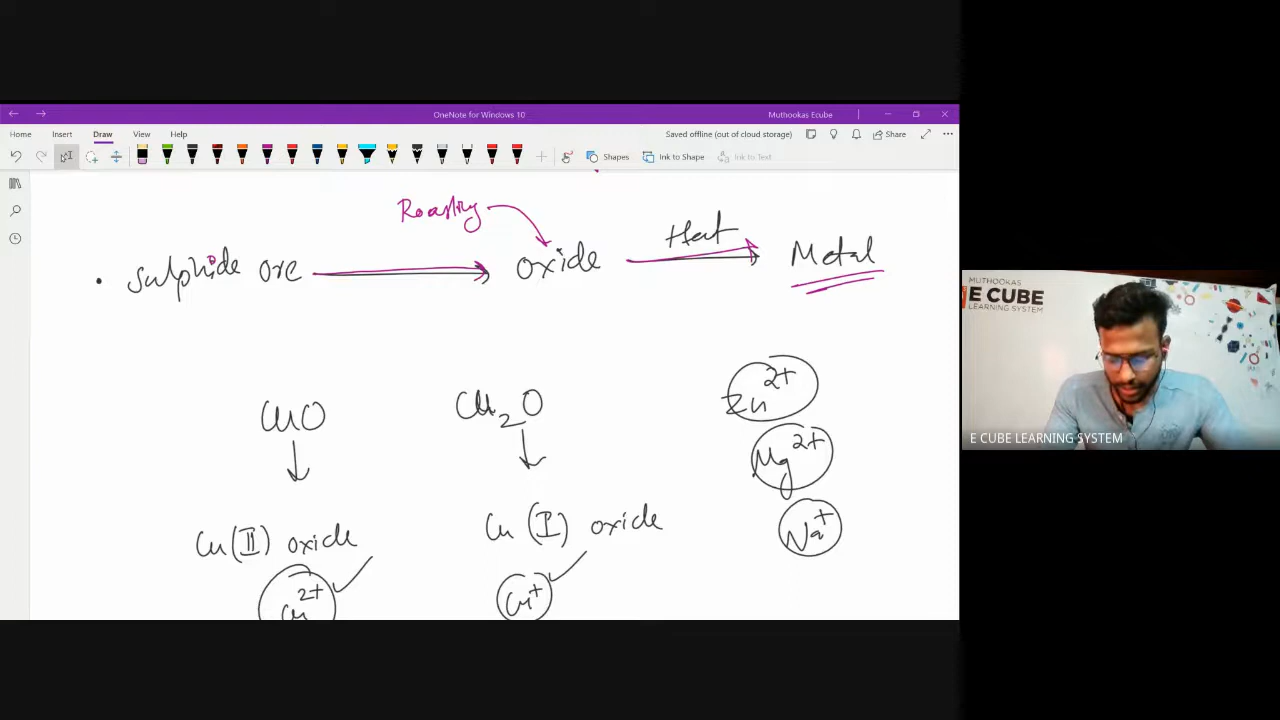 OneNote for Windows 10
Muthookas Ecube
Home Insert Draw View Help
Saved offline (out of cloud storage)
Share
Shapes
Ink to Shape
Ink to Text
Roasting
• Sulphide ore
oxide
Heat
Metal
CuO
Cu2O
Zn2+
Mg2+
Na+
Cu(II) oxide
Cu (I) oxide
Cu2+
Cu+
MUTHOOKAS
E CUBE
LEARNING SYSTEM
E CUBE LEARNING SYSTEM